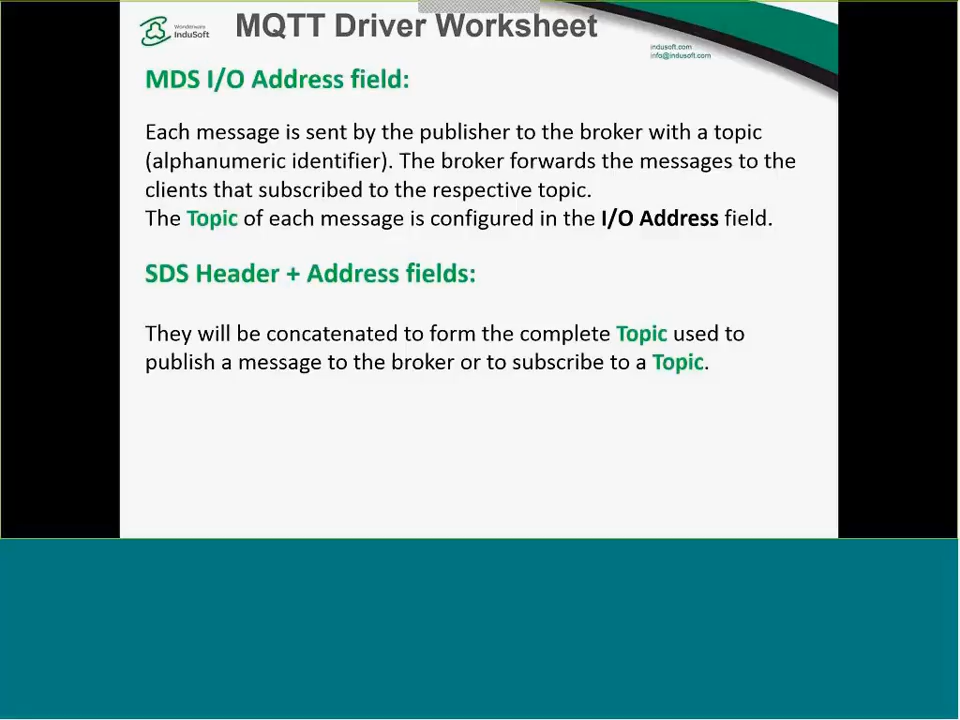 Wonderware
InduSoft
MQTT Driver Worksheet
indusoft.com
info@indusoft.com
MDS I/O Address field:
Each message is sent by the publisher to the broker with a topic
(alphanumeric identifier). The broker forwards the messages to the
clients that subscribed to the respective topic.
The Topic of each message is configured in the I/O Address field.
SDS Header + Address fields:
They will be concatenated to form the complete Topic used to
publish a message to the broker or to subscribe to a Topic.